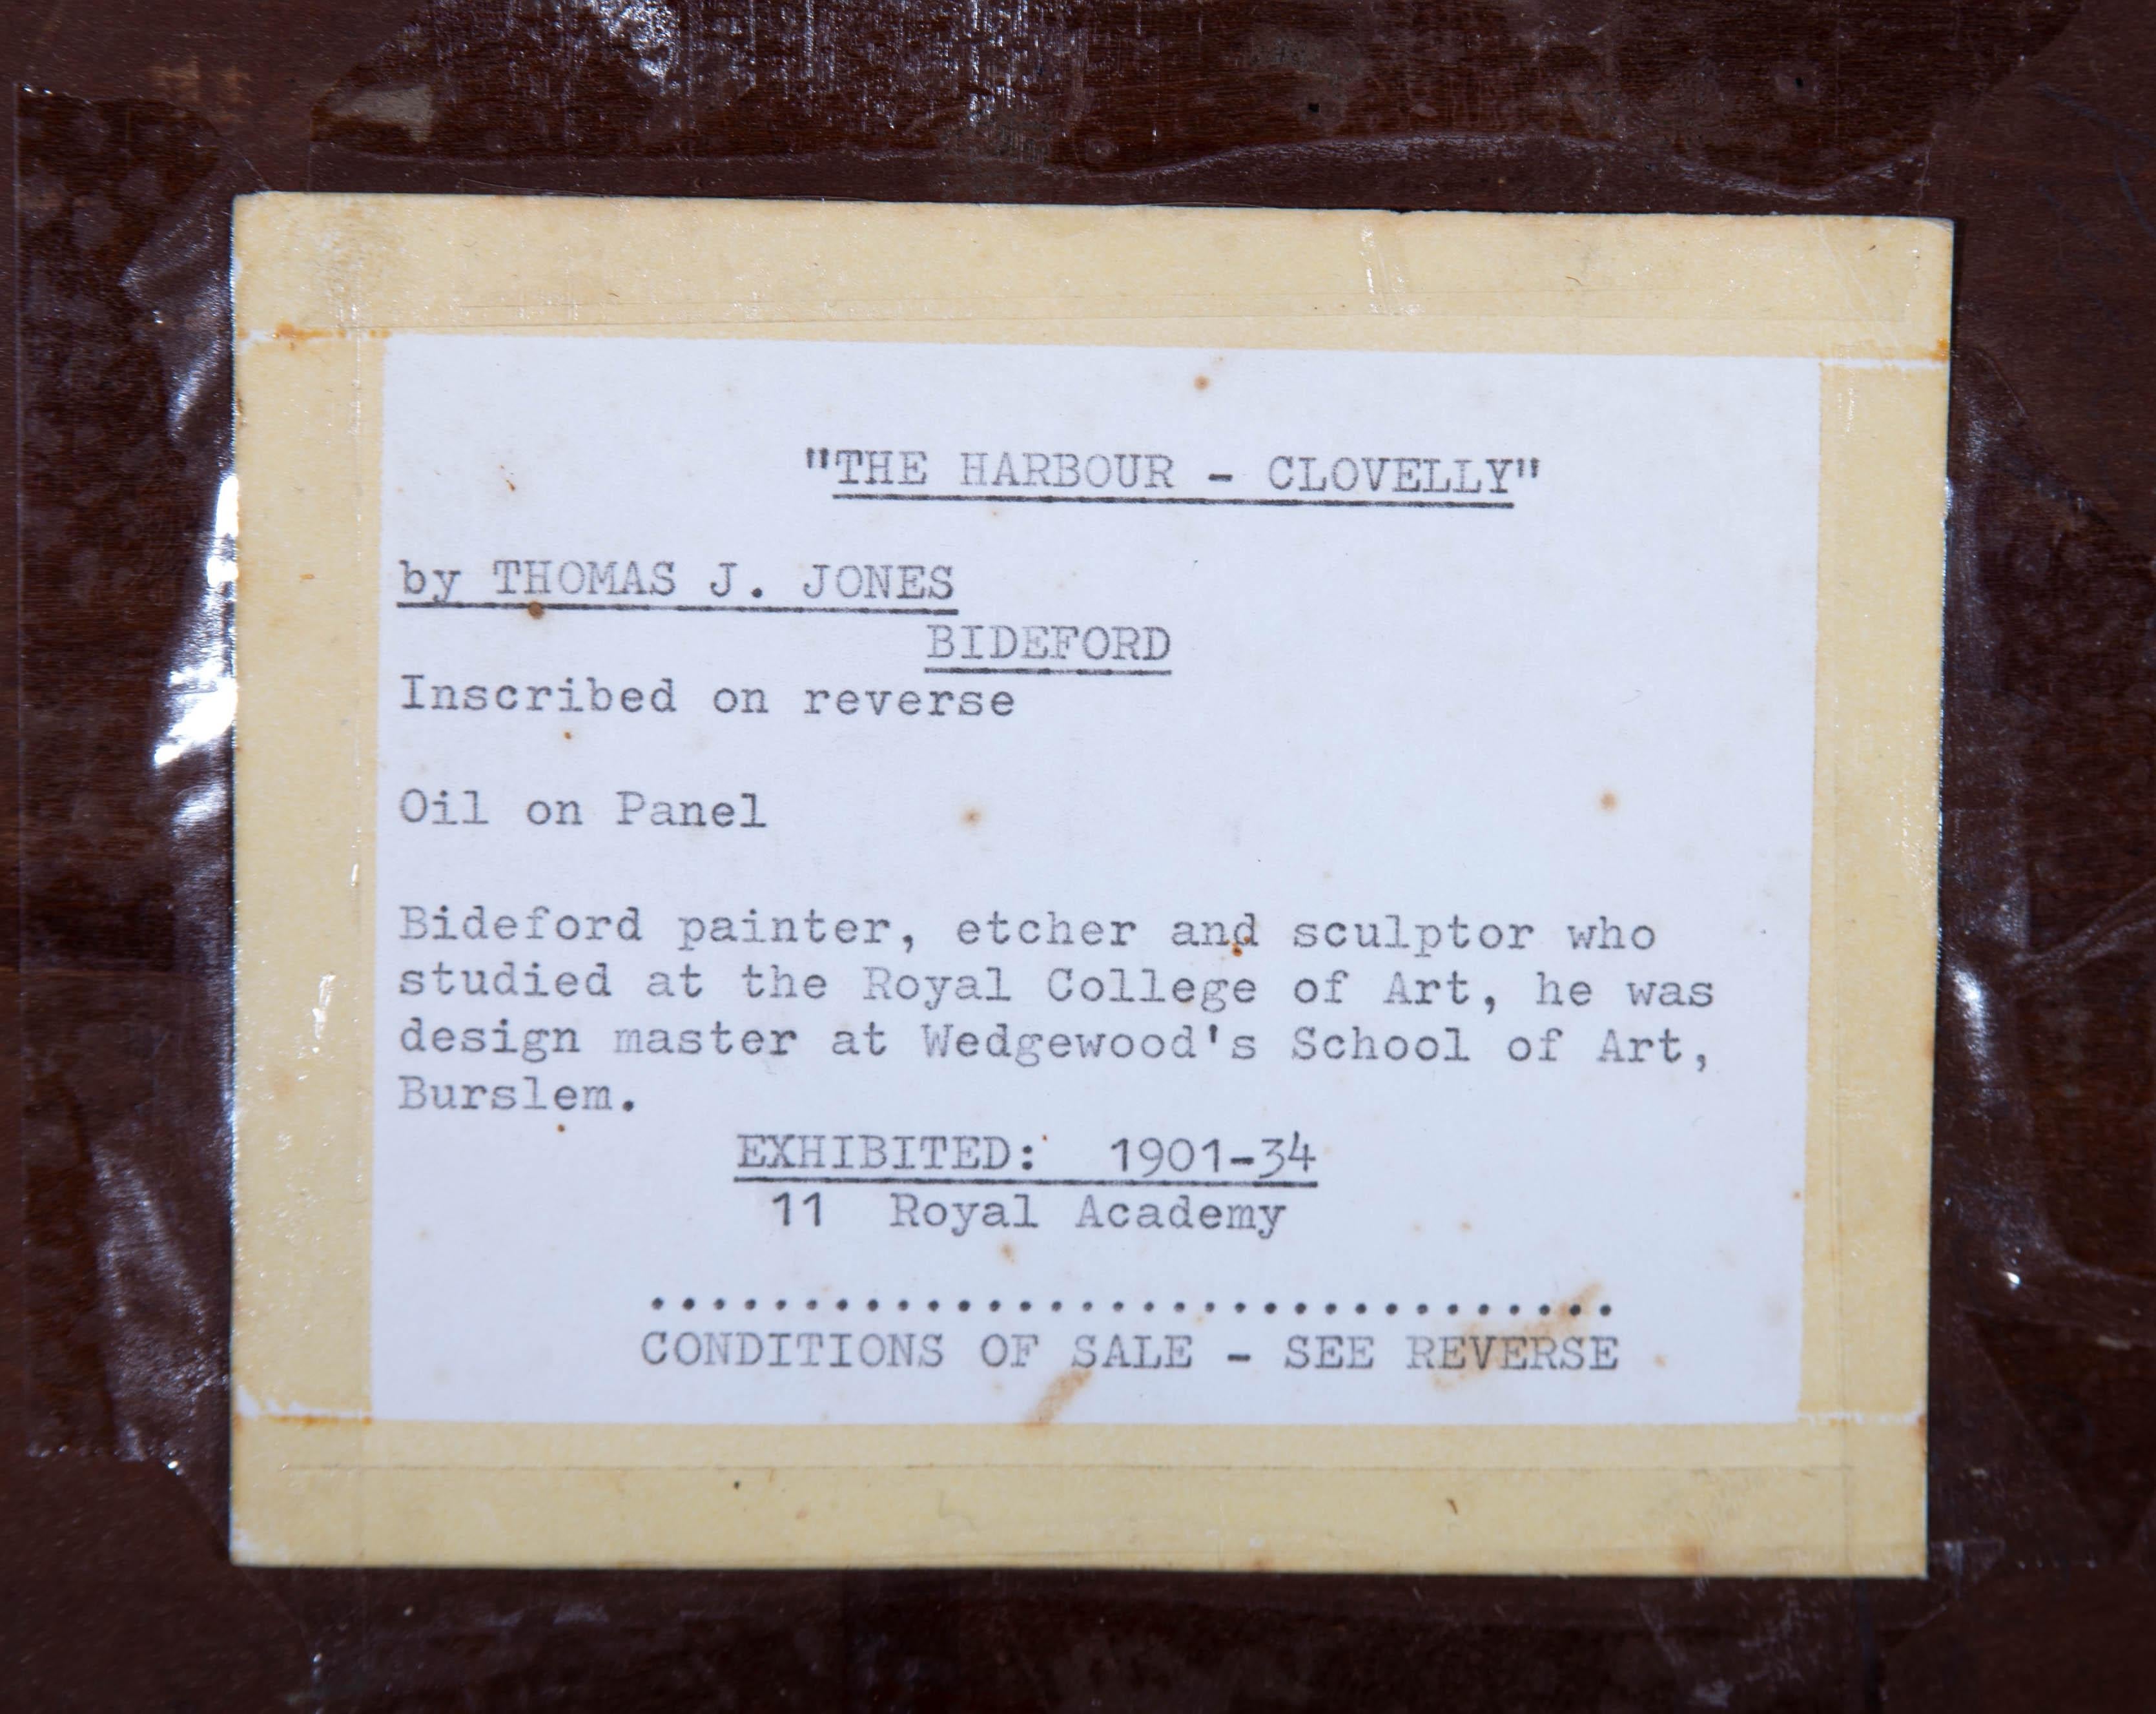 "THE HARBOUR - CLOVELLY"
by THOMAS J. JONES
BIDEFORD
Inscribed on reverse
Oil on Panel
Bideford painter, etcher and sculptor who
studied at the Royal College of Art, he was
design master at Wedgewood's School of Art,
Burslem.
EXHIBITED: 1901-34
11 Royal Academy
................................
CONDITIONS OF SALE - SEE REVERSE